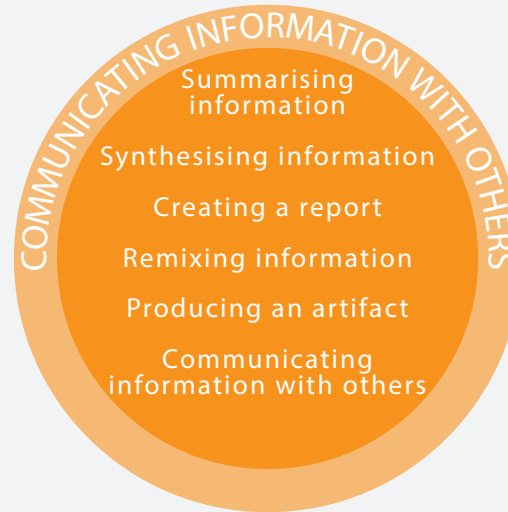 COMMUNICATING INFORMATION WITH OTHERS
Summarising
information
Synthesising information
Creating a report
Remixing information
Producing an artifact
Communicating
information with others